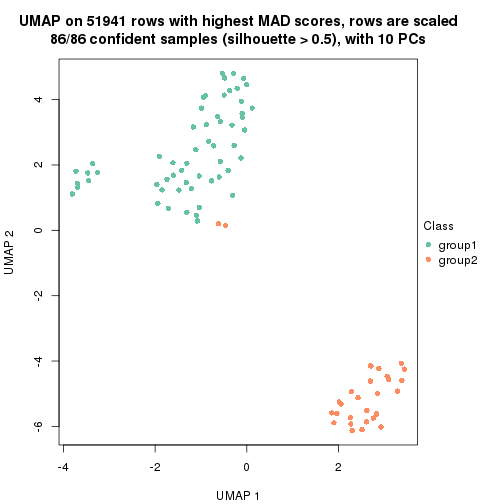 UMAP on 51941 rows with highest MAD scores, rows are scaled
86/86 confident samples (silhouette > 0.5), with 10 PCs
4
2
0
-2
-4
-6
UMAP 2
Class
group1
group2
-4
-2
0
2
UMAP 1